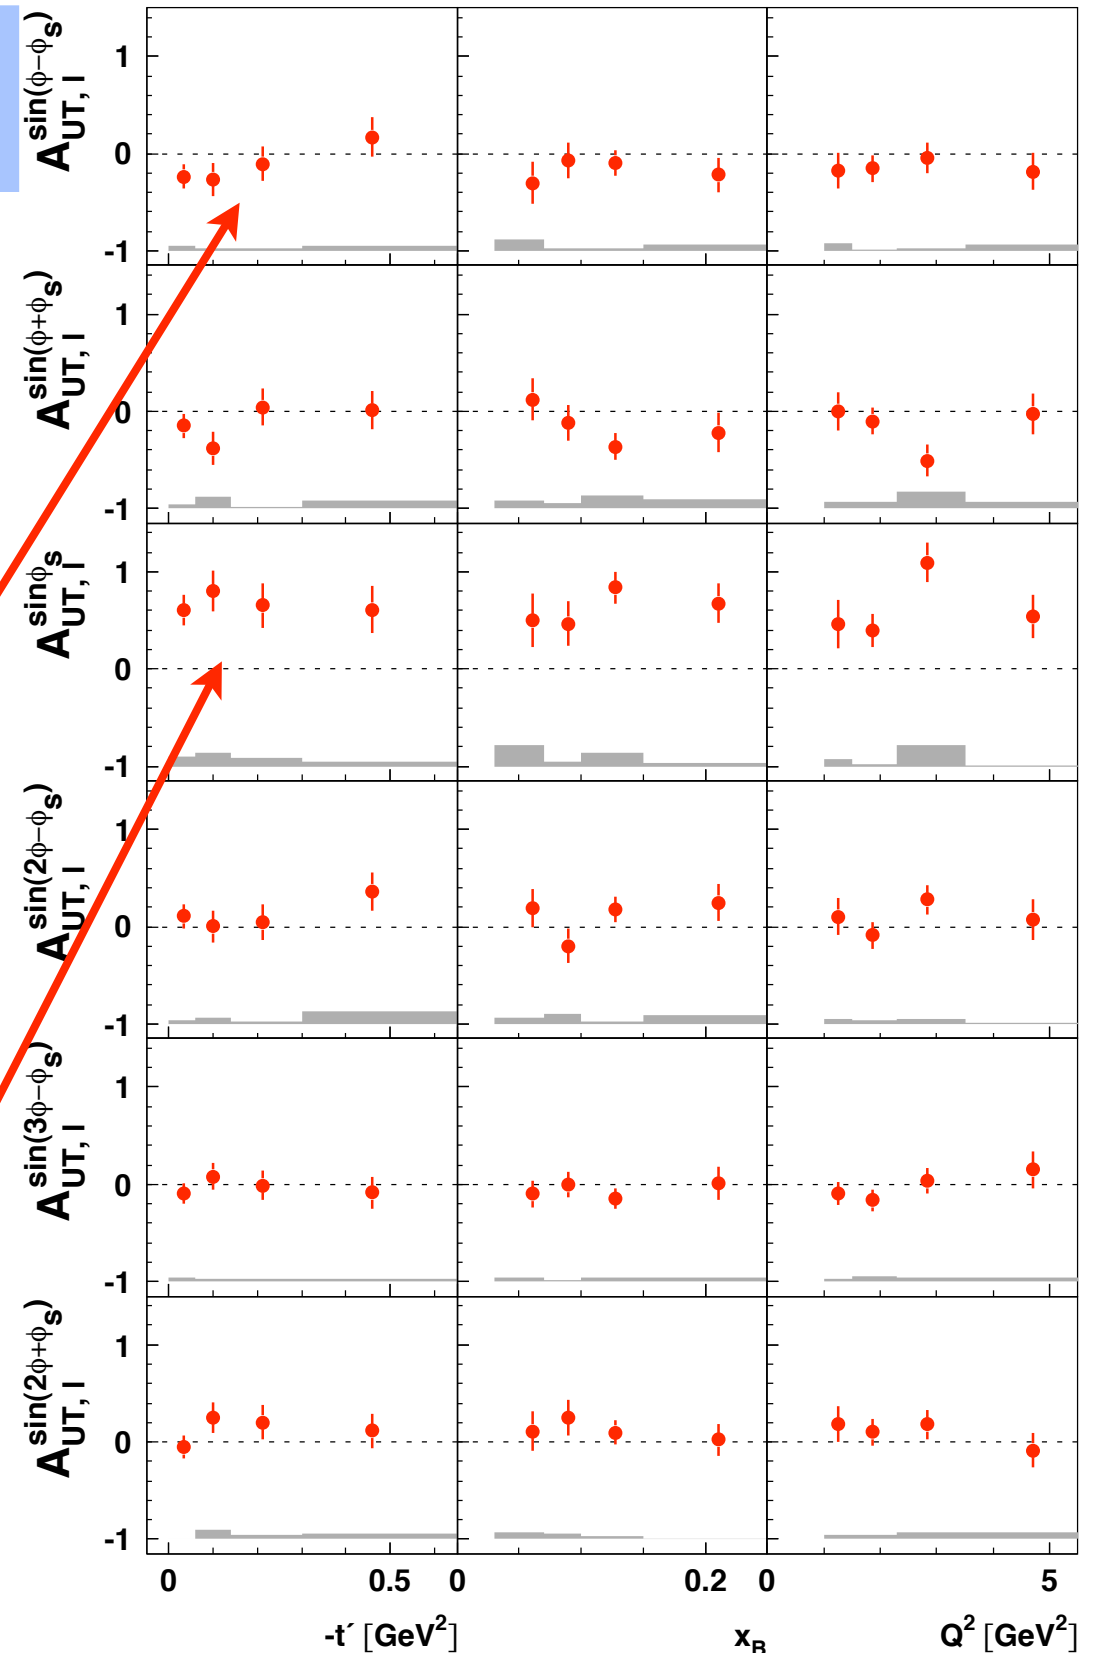 A_{UT, I}^{sin(ϕ−ϕ_S)}
1
0
-1
A_{UT, I}^{sin(ϕ+ϕ_S)}
1
0
-1
A_{UT, I}^{sinϕ_S}
1
0
-1
A_{UT, I}^{sin(2ϕ−ϕ_S)}
1
0
-1
A_{UT, I}^{sin(3ϕ−ϕ_S)}
1
0
-1
A_{UT, I}^{sin(2ϕ+ϕ_S)}
1
0
-1
0 0.5 0 0.2 0 5
-t´ [GeV²] x_B Q² [GeV²]